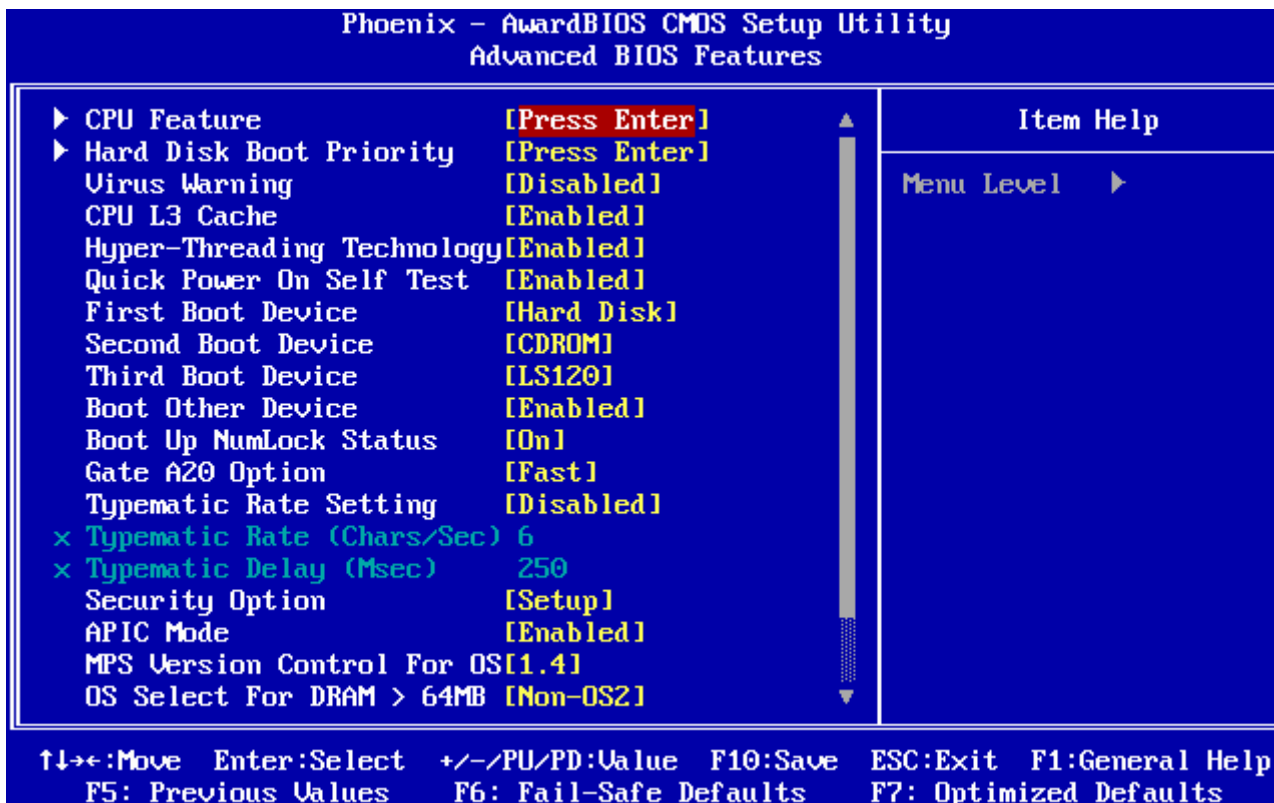 Phoenix - AwardBIOS CMOS Setup Utility
Advanced BIOS Features
▶ CPU Feature [Press Enter]
▶ Hard Disk Boot Priority [Press Enter]
Virus Warning [Disabled]
CPU L3 Cache [Enabled]
Hyper-Threading Technology[Enabled]
Quick Power On Self Test [Enabled]
First Boot Device [Hard Disk]
Second Boot Device [CDROM]
Third Boot Device [LS120]
Boot Other Device [Enabled]
Boot Up NumLock Status [On]
Gate A20 Option [Fast]
Typematic Rate Setting [Disabled]
x Typematic Rate (Chars/Sec) 6
x Typematic Delay (Msec) 250
Security Option [Setup]
APIC Mode [Enabled]
MPS Version Control For OS[1.4]
OS Select For DRAM > 64MB [Non-OS2]
Item Help
Menu Level ▶
↑↓→←:Move Enter:Select +/-/PU/PD:Value F10:Save ESC:Exit F1:General Help
F5: Previous Values F6: Fail-Safe Defaults F7: Optimized Defaults